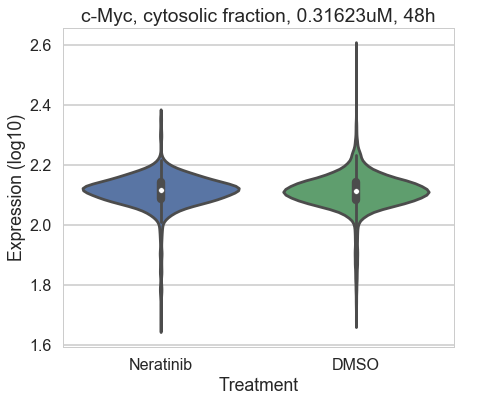 c-Myc, cytosolic fraction, 0.31623uM, 48h
Expression (log10)
2.6
2.4
2.2
2.0
1.8
1.6
Neratinib DMSO
Treatment